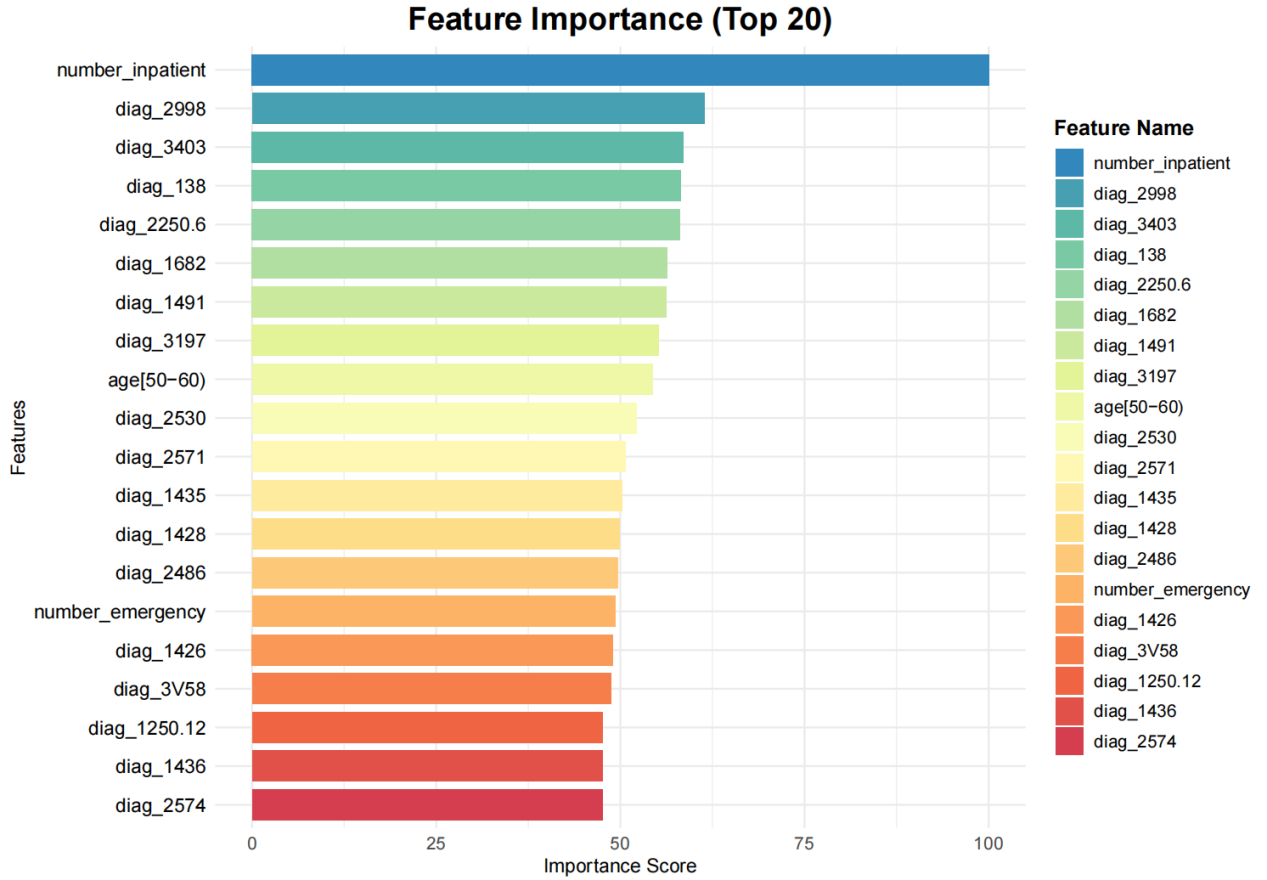 Feature Importance (Top 20)
number_inpatient
diag_2998
diag_3403
diag_138
diag_2250.6
diag_1682
diag_1491
diag_3197
age[50−60)
diag_2530
diag_2571
diag_1435
diag_1428
diag_2486
number_emergency
diag_1426
diag_3V58
diag_1250.12
diag_1436
diag_2574
Features
0 25 50 75 100
Importance Score
Feature Name
number_inpatient
diag_2998
diag_3403
diag_138
diag_2250.6
diag_1682
diag_1491
diag_3197
age[50−60)
diag_2530
diag_2571
diag_1435
diag_1428
diag_2486
number_emergency
diag_1426
diag_3V58
diag_1250.12
diag_1436
diag_2574